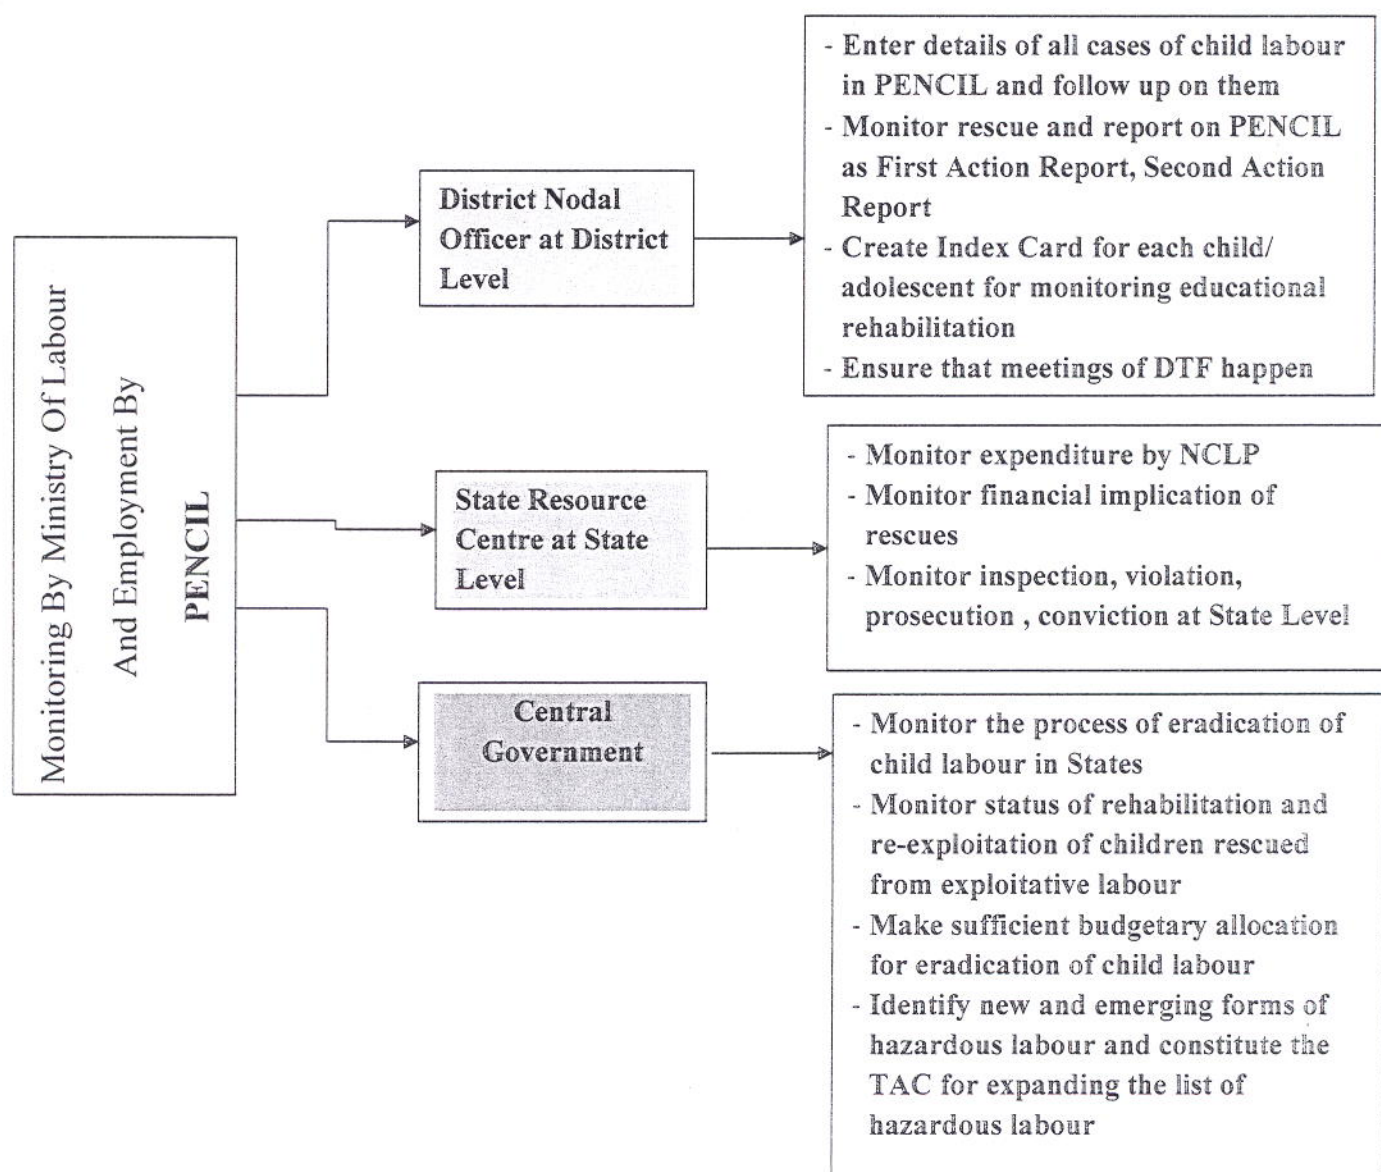 Monitoring By Ministry Of Labour
And Employment By
PENCIL
District Nodal
Officer at District
Level
- Enter details of all cases of child labour
in PENCIL and follow up on them
- Monitor rescue and report on PENCIL
as First Action Report, Second Action
Report
- Create Index Card for each child/
adolescent for monitoring educational
rehabilitation
- Ensure that meetings of DTF happen
State Resource
Centre at State
Level
- Monitor expenditure by NCLP
- Monitor financial implication of
rescues
- Monitor inspection, violation,
prosecution , conviction at State Level
Central
Government
- Monitor the process of eradication of
child labour in States
- Monitor status of rehabilitation and
re-exploitation of children rescued
from exploitative labour
- Make sufficient budgetary allocation
for eradication of child labour
- Identify new and emerging forms of
hazardous labour and constitute the
TAC for expanding the list of
hazardous labour